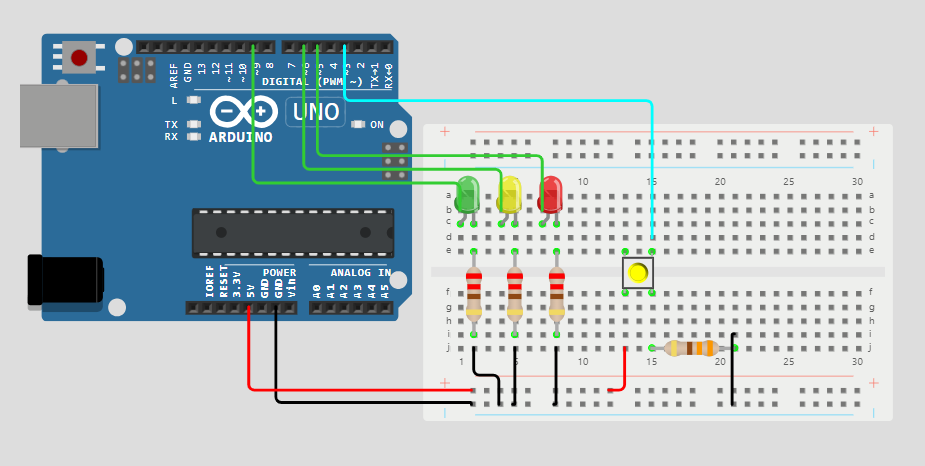 AREF
GND
13
12
~11
~10
~9
8
7
~6
~5
4
~3
2
TX→1
RX←0
DIGITAL (PWM ~)
L
UNO
TX
RX
ON
ARDUINO
IOREF
RESET
3.3V
5V
GND
GND
Vin
POWER
ANALOG IN
A0
A1
A2
A3
A4
A5
+ +
10 15 20 25 30
a a
b b
c c
d d
e e
f f
g g
h h
i i
j j
1 5 10 15 20 25 30
+ +